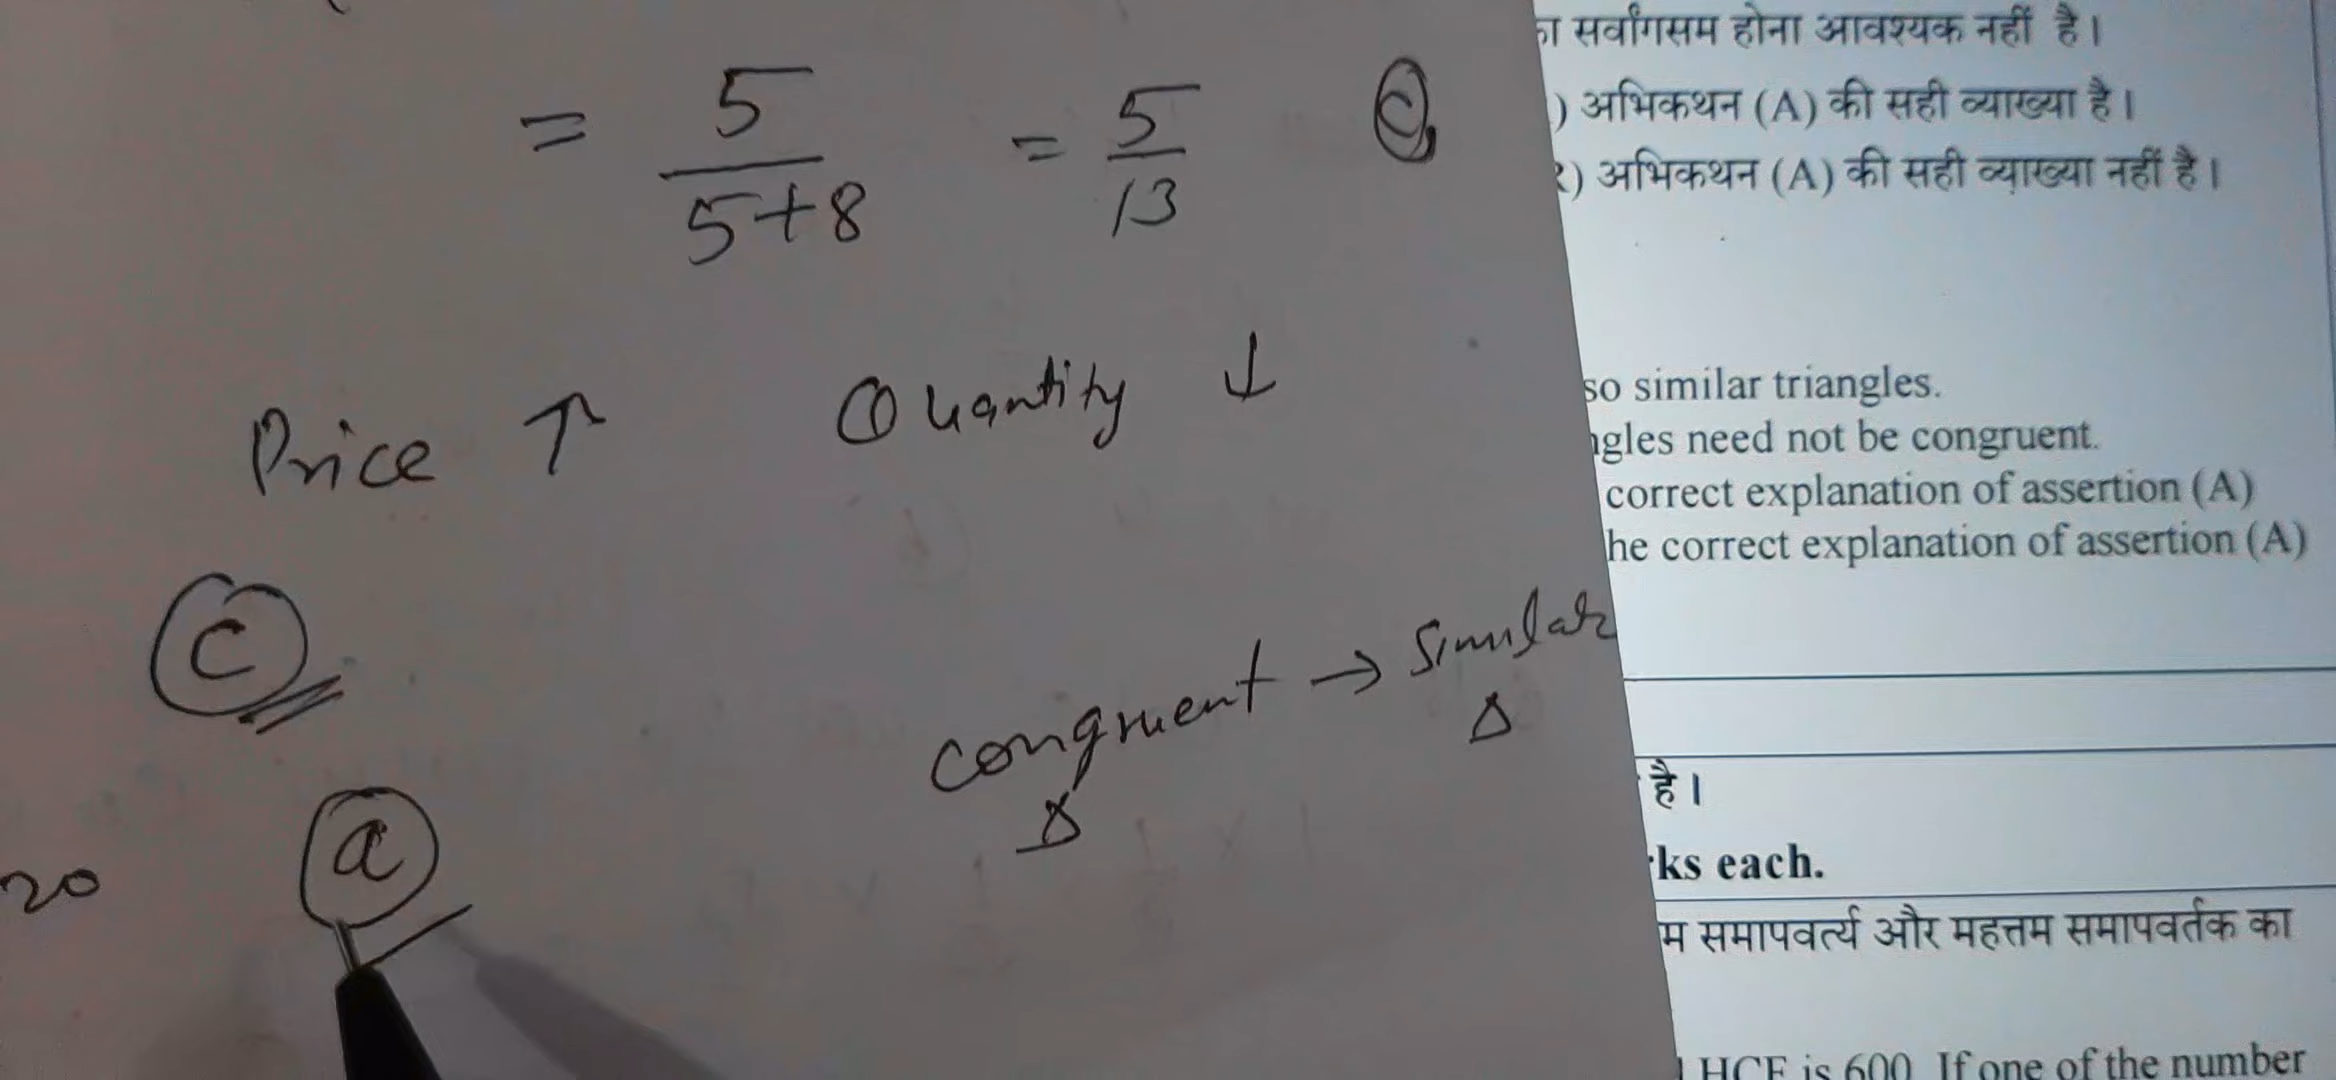 = 5 / 5+8 = 5 / 13 C
Price ↑ Quantity ↓
C
congruent → Similar
Δ Δ
20 a
का सर्वांगसम होना आवश्यक नहीं है।
) अभिकथन (A) की सही व्याख्या है।
) अभिकथन (A) की सही व्याख्या नहीं है।
so similar triangles.
gles need not be congruent.
correct explanation of assertion (A)
he correct explanation of assertion (A)
है।
ks each.
म समापवर्त्य और महत्तम समापवर्तक का
HCF is 600. If one of the number